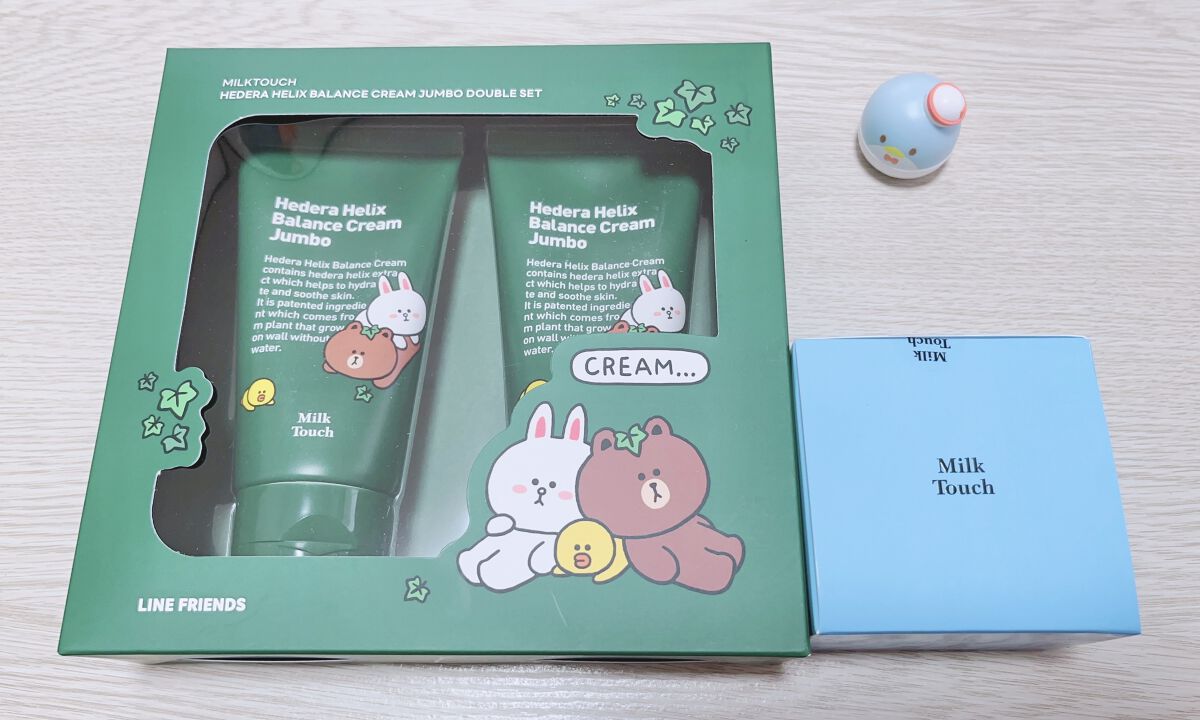 MILKTOUCH
HEDERA HELIX BALANCE CREAM JUMBO DOUBLE SET
Hedera Helix
Balance Cream
Jumbo
Hedera Helix Balance Cream
contains hedera helix extra
ct which helps to hydra
te and soothe skin.
It is patented ingredie
nt which comes fro
m plant that grow
on wall without
water.
Milk
Touch
Hedera Helix
Balance Cream
Jumbo
Hedera Helix Balance Cream
contains hedera helix extra
ct which helps to hydra
te and soothe skin.
It is patented ingredie
nt which comes fro
m plant that grow
on wall
water.
CREAM...
LINE FRIENDS
Milk
Touch
Milk
Touch